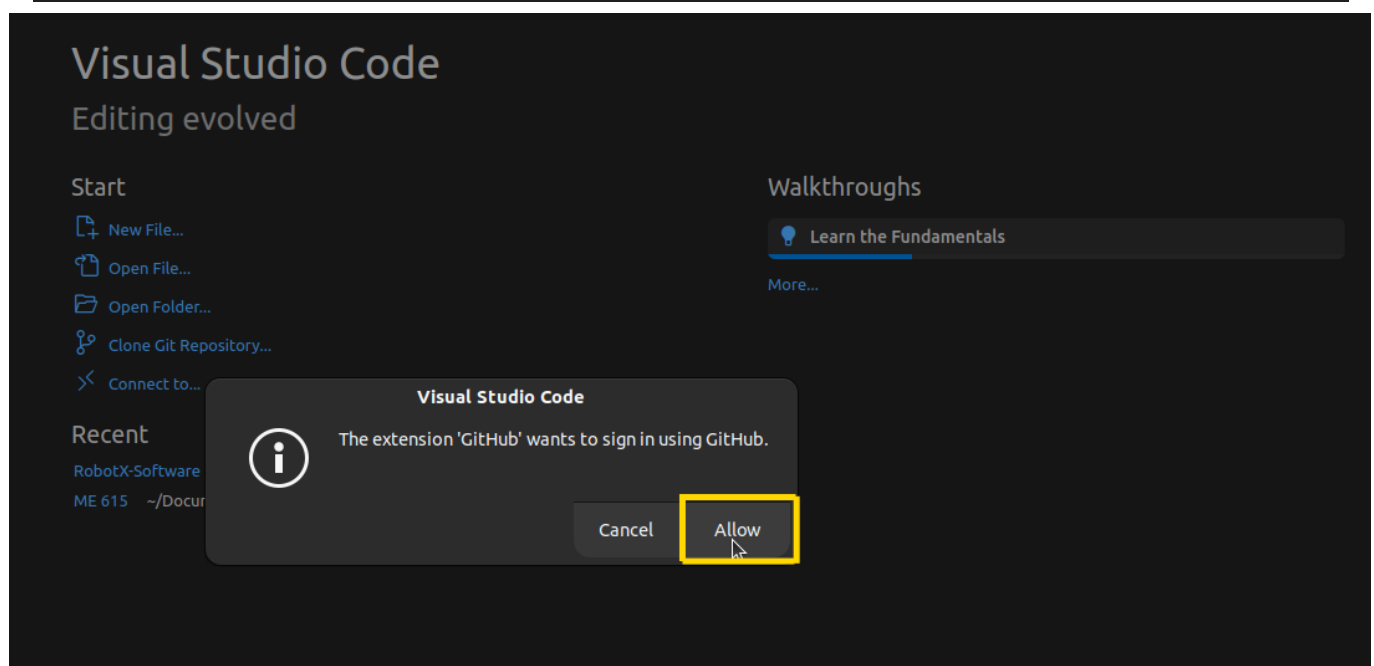 Visual Studio Code
Editing evolved
Start
New File...
Open File...
Open Folder...
Clone Git Repository...
Connect to...
Recent
RobotX-Software
ME 615 ~/Docur
Walkthroughs
Learn the Fundamentals
More...
Visual Studio Code
The extension 'GitHub' wants to sign in using GitHub.
Cancel Allow